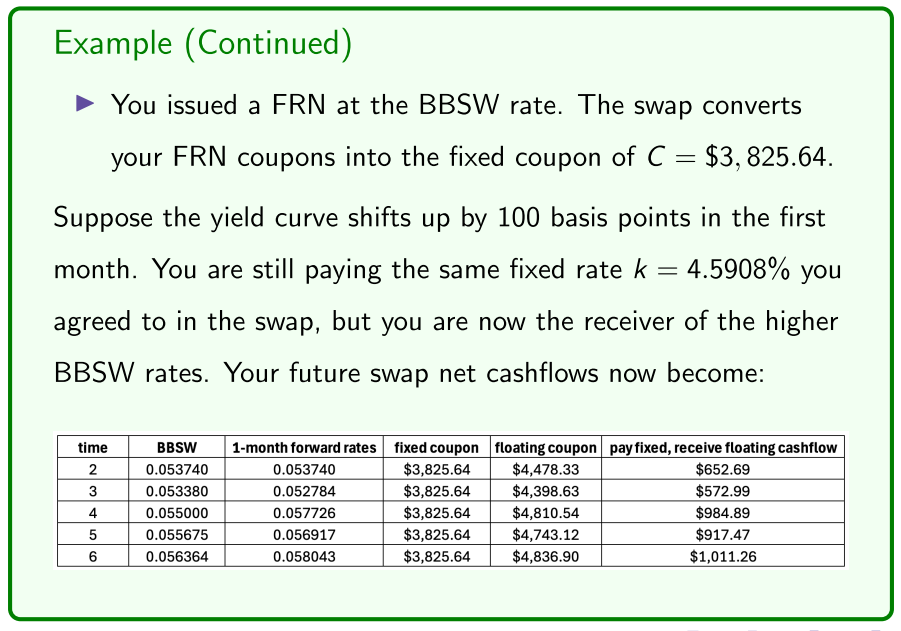 Example (Continued)
▶ You issued a FRN at the BBSW rate. The swap converts
your FRN coupons into the fixed coupon of C = $3,825.64.
Suppose the yield curve shifts up by 100 basis points in the first
month. You are still paying the same fixed rate k = 4.5908% you
agreed to in the swap, but you are now the receiver of the higher
BBSW rates. Your future swap net cashflows now become:
time BBSW 1-month forward rates fixed coupon floating coupon pay fixed, receive floating cashflow
2 0.053740 0.053740 $3,825.64 $4,478.33 $652.69
3 0.053380 0.052784 $3,825.64 $4,398.63 $572.99
4 0.055000 0.057726 $3,825.64 $4,810.54 $984.89
5 0.055675 0.056917 $3,825.64 $4,743.12 $917.47
6 0.056364 0.058043 $3,825.64 $4,836.90 $1,011.26